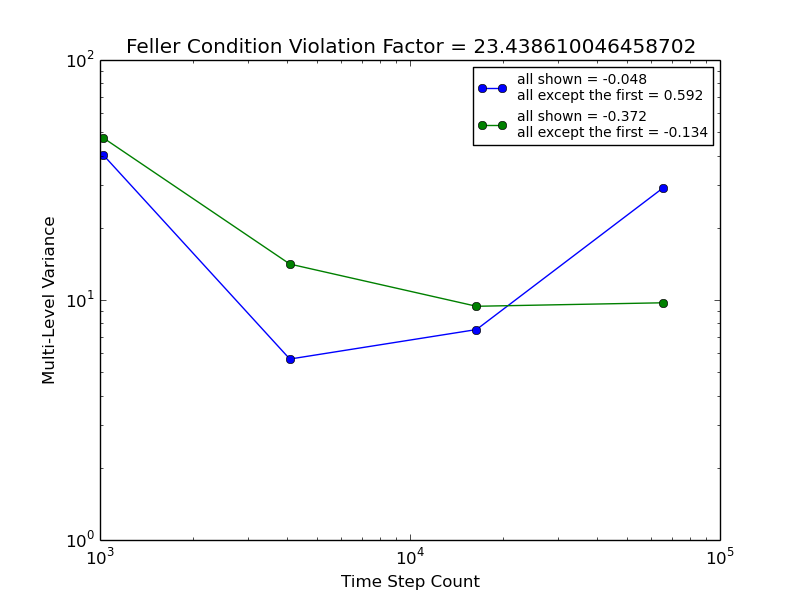 Feller Condition Violation Factor = 23.438610046458702
all shown = -0.048
all except the first = 0.592
all shown = -0.372
all except the first = -0.134
10²
10¹
10⁰
Multi-Level Variance
10³ 10⁴ 10⁵
Time Step Count